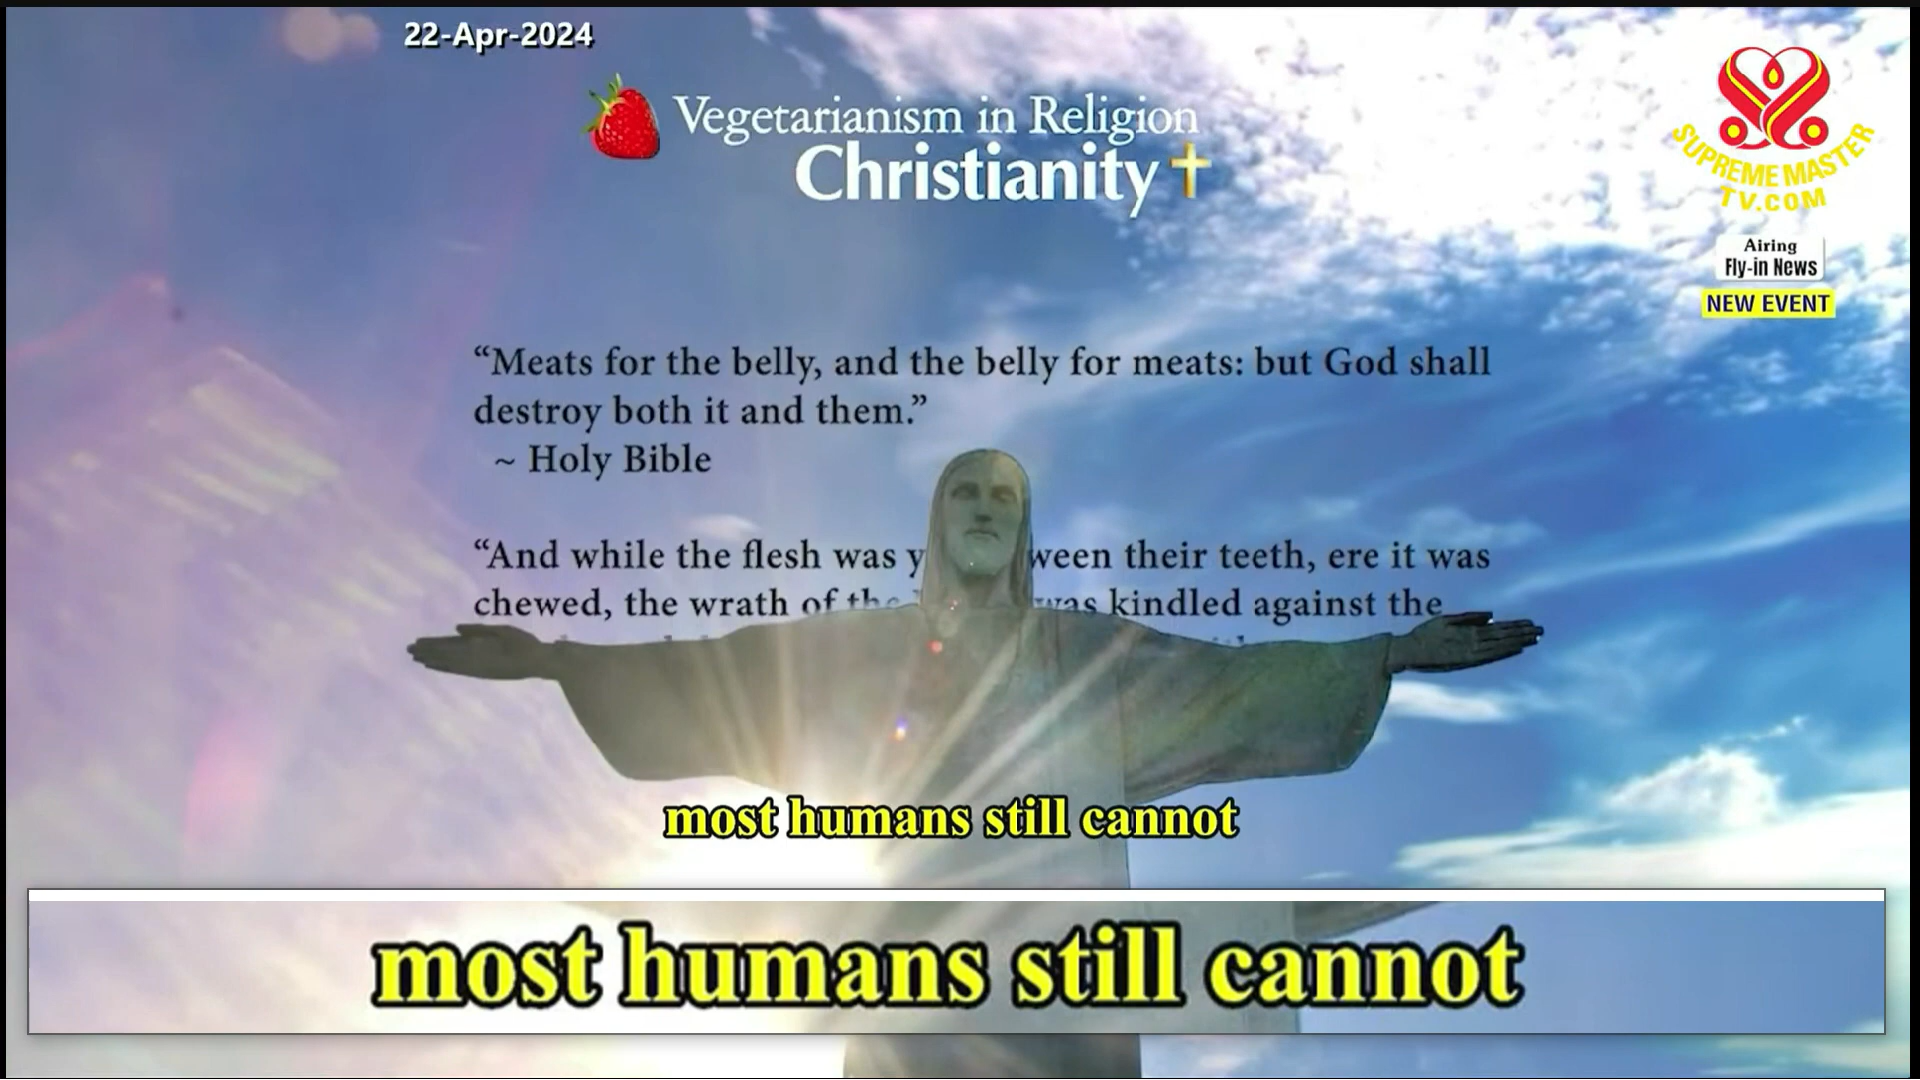 22-Apr-2024
Vegetarianism in Religion
Christianity
SUPREME MASTER
TV.COM
Airing
Fly-in News
NEW EVENT
“Meats for the belly, and the belly for meats: but God shall
destroy both it and them.”
~ Holy Bible
“And while the flesh was their teeth, ere it was
chewed, the wrath of was kindled against the
most humans still cannot
most humans still cannot